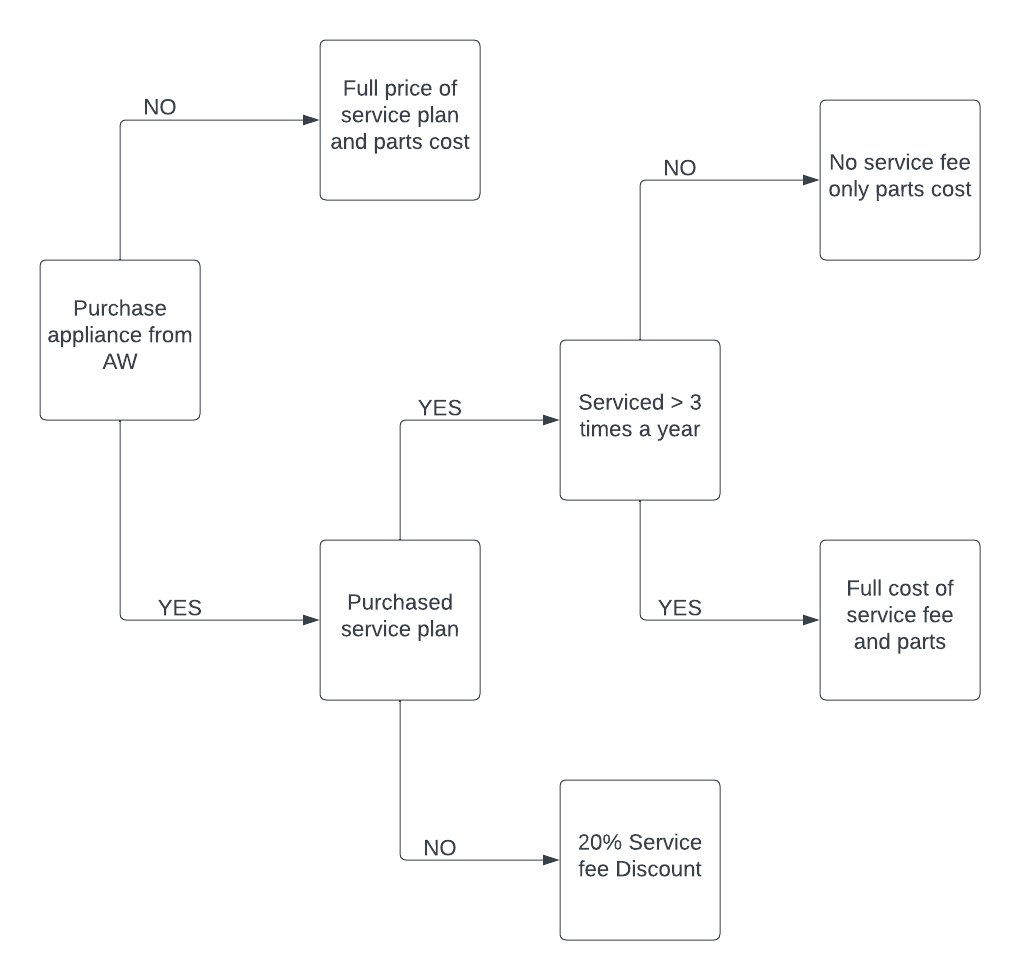 NO
Full price of
service plan
and parts cost
NO
No service fee
only parts cost
Purchase
appliance from
AW
YES
Serviced > 3
times a year
YES
Purchased
service plan
YES
Full cost of
service fee
and parts
NO
20% Service
fee Discount